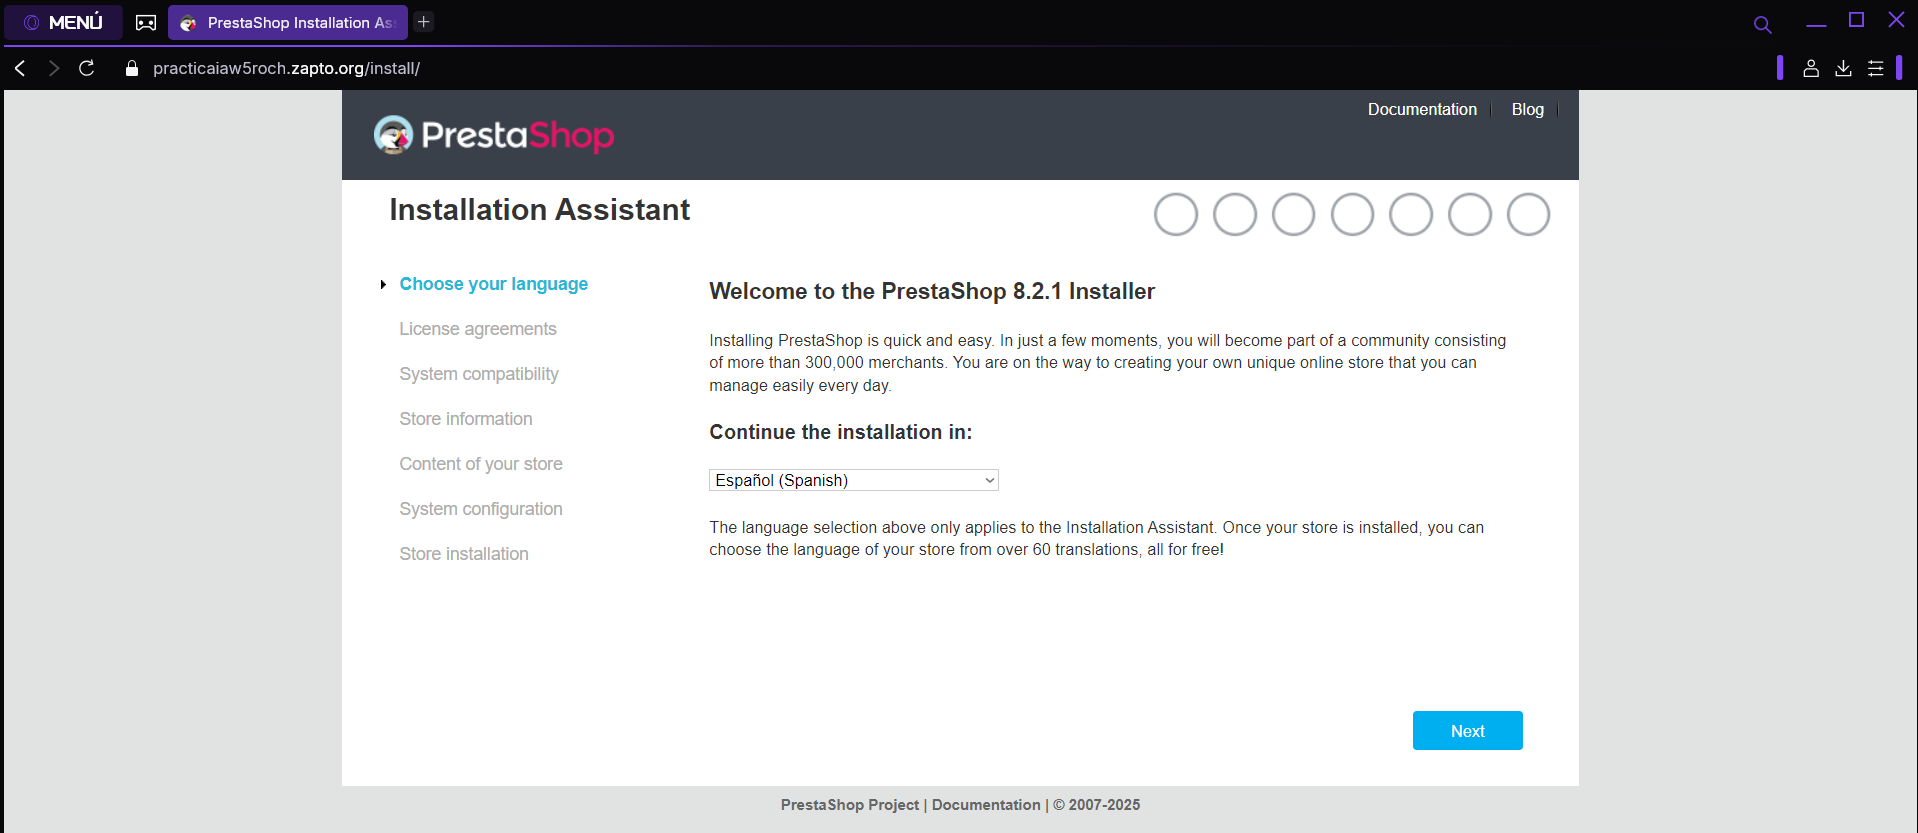 MENÚ
PrestaShop Installation As
practicaiaw5roch.zapto.org/install/
Documentation
Blog
PrestaShop
Installation Assistant
Choose your language
License agreements
System compatibility
Store information
Content of your store
System configuration
Store installation
Welcome to the PrestaShop 8.2.1 Installer
Installing PrestaShop is quick and easy. In just a few moments, you will become part of a community consisting
of more than 300,000 merchants. You are on the way to creating your own unique online store that you can
manage easily every day.
Continue the installation in:
Español (Spanish)
The language selection above only applies to the Installation Assistant. Once your store is installed, you can
choose the language of your store from over 60 translations, all for free!
Next
PrestaShop Project | Documentation | © 2007-2025